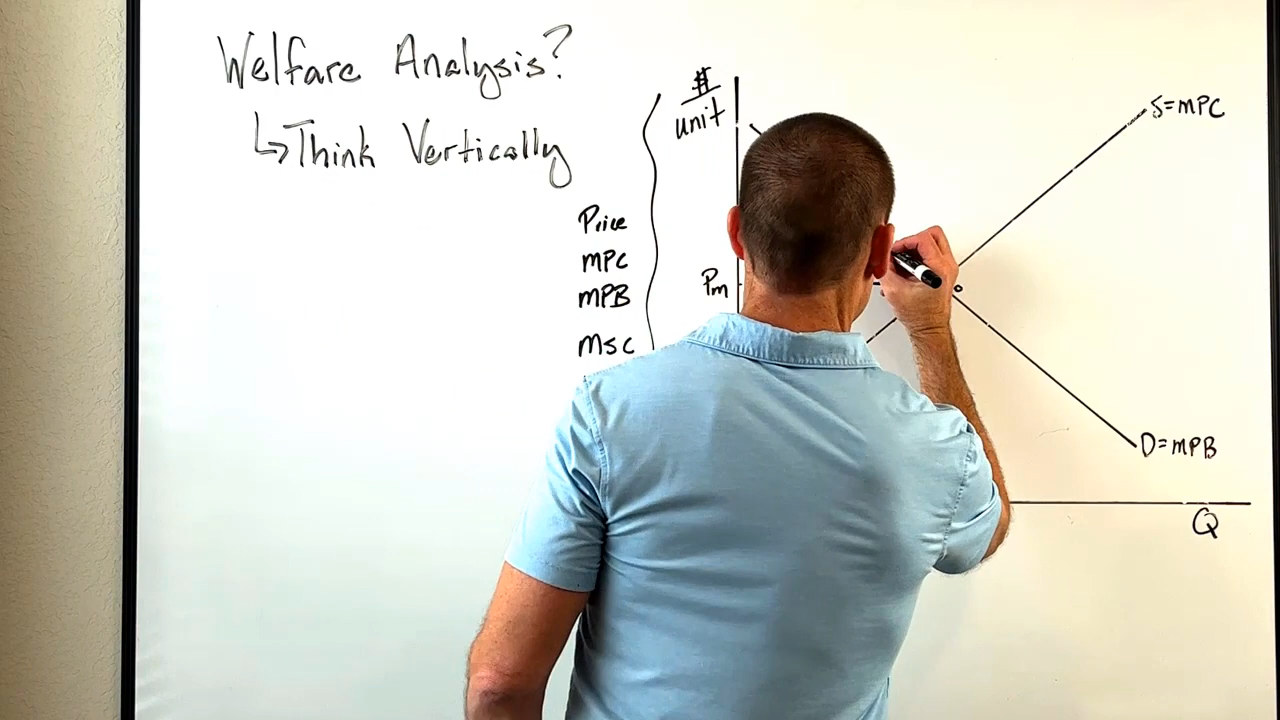 Welfare Analysis?
↳Think Vertically
$
unit
Price
MPC
MPB
MSC
Pm
S=MPC
D=MPB
Q